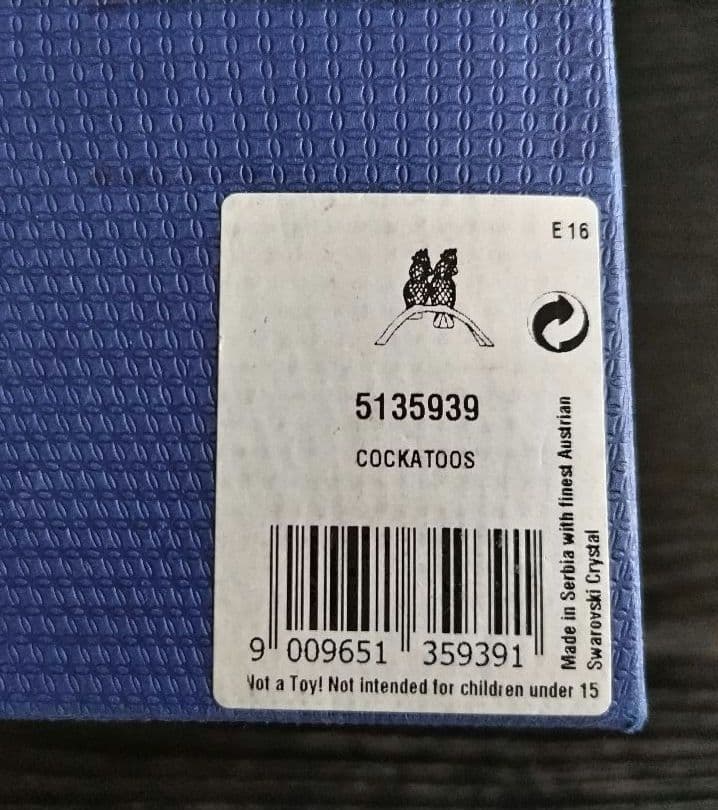 E 16
5135939
COCKATOOS
Made in Serbia with finest Austrian
Swarovski Crystal
9 009651 359391
Not a Toy! Not intended for children under 15